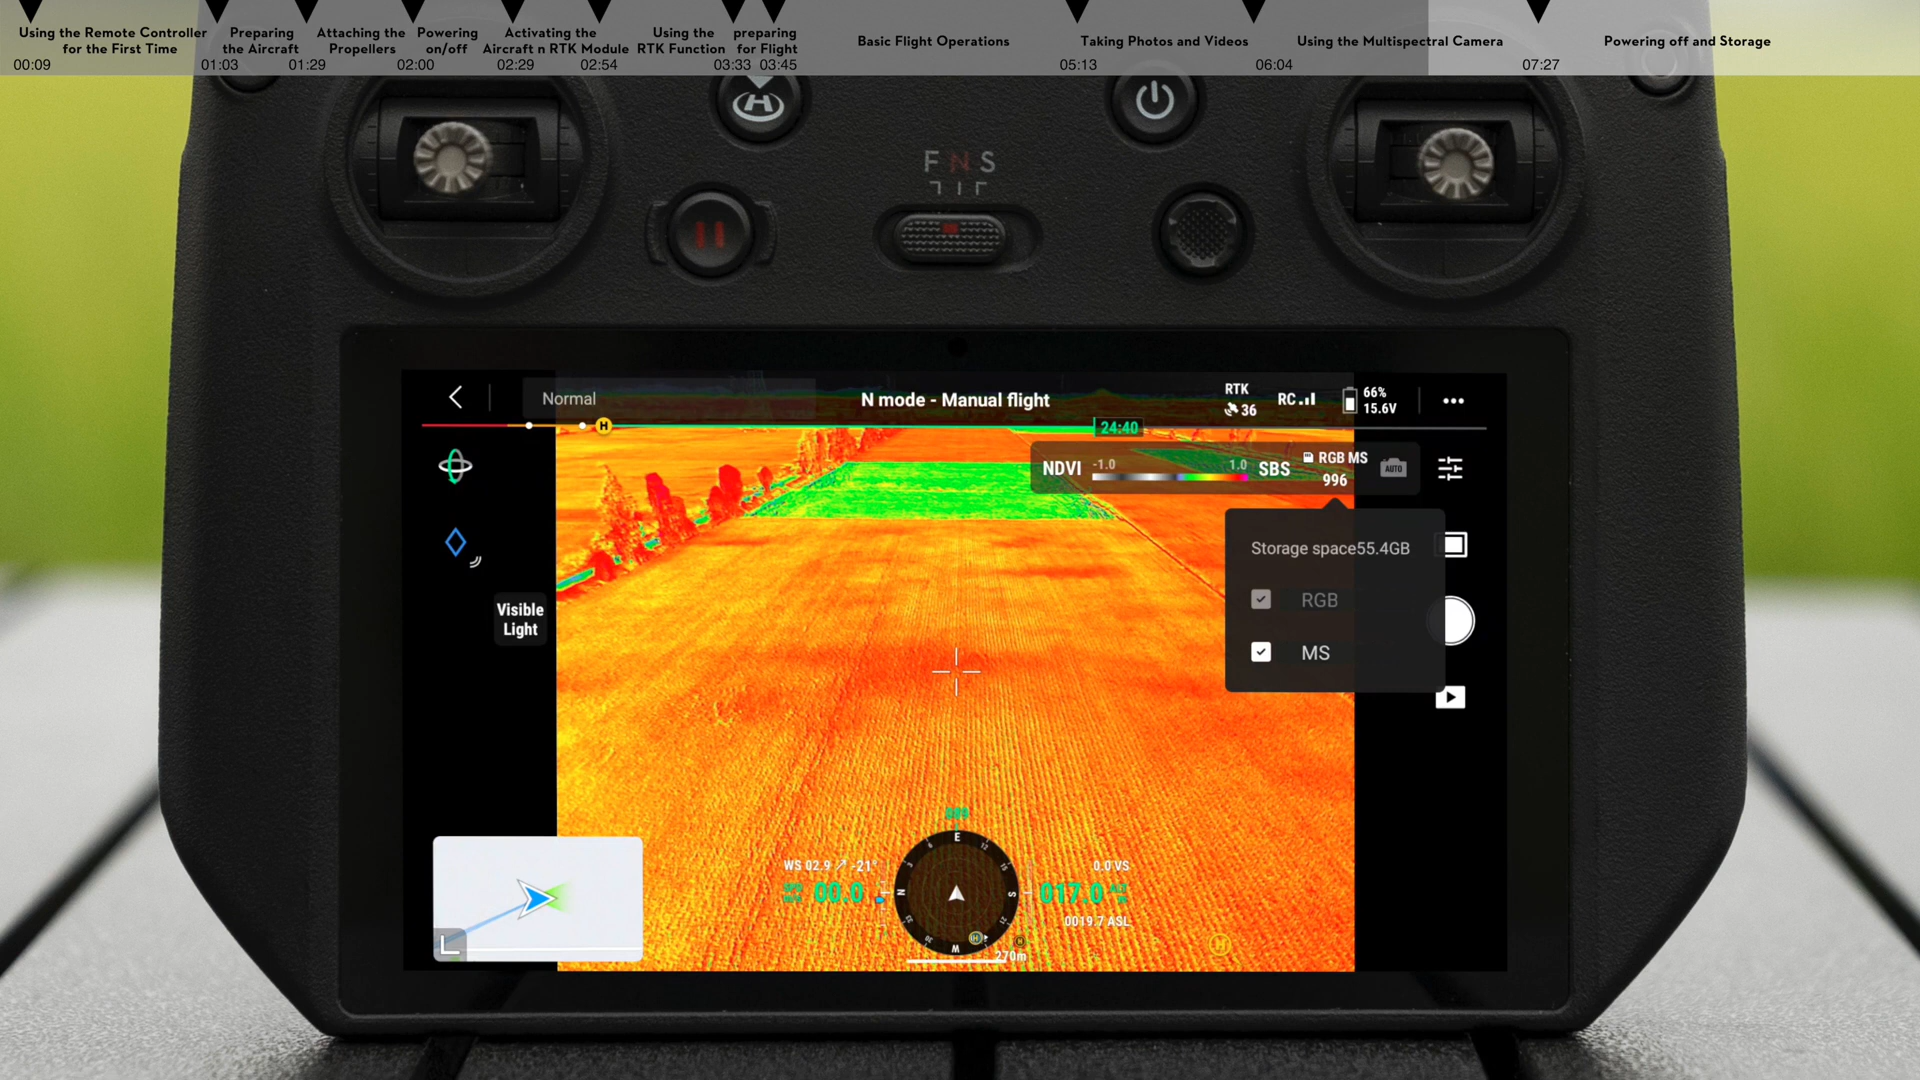 Using the Remote Controller
for the First Time
00:09
Preparing
the Aircraft
01:03
Attaching the
Propellers
01:29
Powering
on/off
02:00
Activating the
Aircraft n RTK Module
02:29
02:54
Using the
RTK Function
03:33
preparing
for Flight
03:45
Basic Flight Operations
Taking Photos and Videos
05:13
Using the Multispectral Camera
06:04
Powering off and Storage
07:27
F N S
Normal
N mode - Manual flight
RTK
36
RC
66%
15.6V
H
24:40
NDVI
-1.0
1.0
SBS
RGB MS
996
AUTO
Storage space55.4GB
RGB
MS
Visible
Light
E
S
W
N
WS 02.9
-21°
00.0
0.0 VS
017.0
0019.7 ASL
270m
H